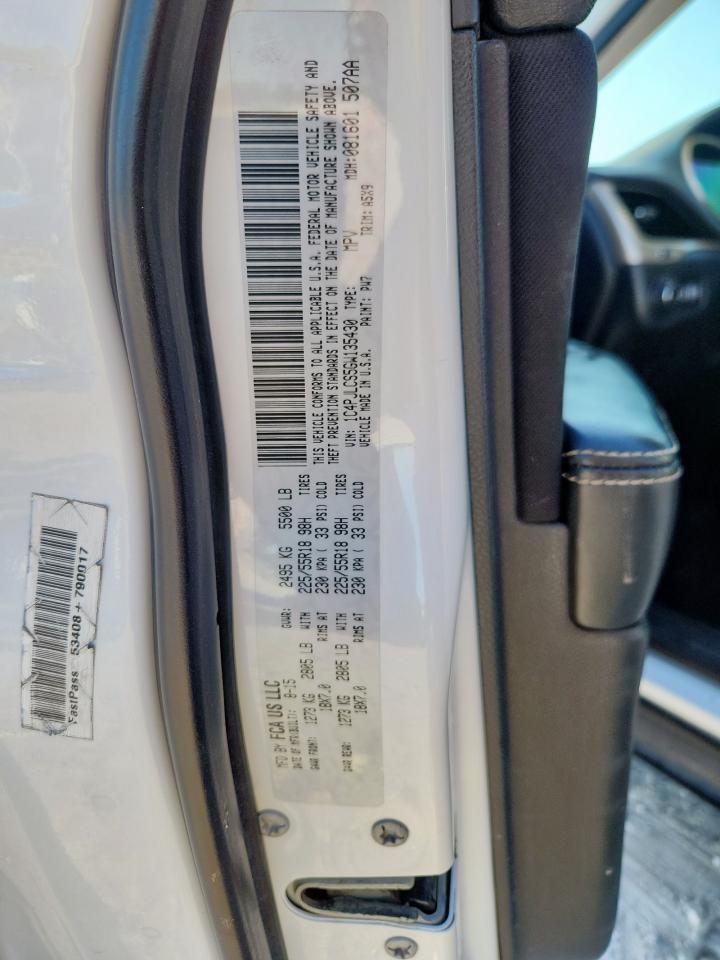 MFD BY FCA US LLC
DATE OF MFR(BUILT): 8-15 GVWR: 2495 KG 5500 LB
GAWR FRONT: 1273 KG 2805 LB WITH 225/55R18 98H TIRES
18X7.0 RIMS AT 230 KPA ( 33 PSI) COLD
GAWR REAR: 1273 KG 2805 LB WITH 225/55R18 98H TIRES
18X7.0 RIMS AT 230 KPA ( 33 PSI) COLD
THIS VEHICLE CONFORMS TO ALL APPLICABLE U.S.A. FEDERAL MOTOR VEHICLE SAFETY AND
THEFT PREVENTION STANDARDS IN EFFECT ON THE DATE OF MANUFACTURE SHOWN ABOVE.
VIN: 1C4PJLCS5GW135430 TYPE: MPV MDH:081601 507AA
VEHICLE MADE IN U.S.A. PAINT: PW7 TRIM: A5X9
FastPass 53408 + 790017